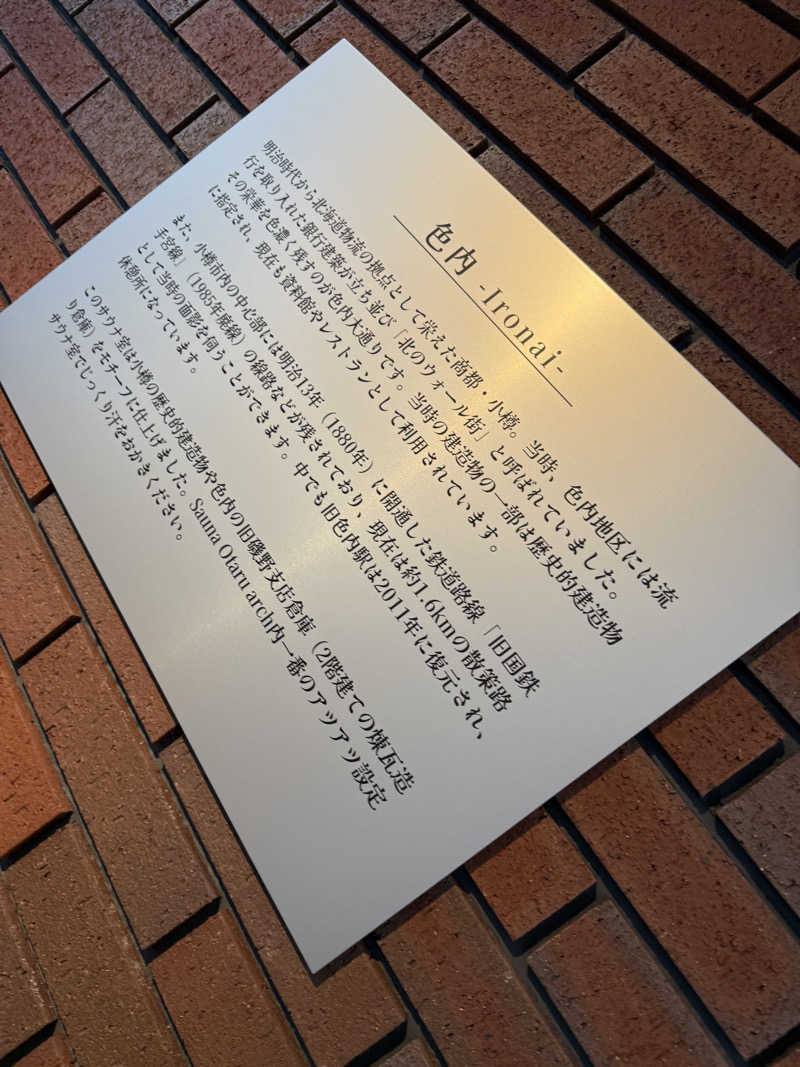 色内 -Ironai-
明治時代から北海道物流の拠点として栄えた商都・小樽。当時、色内地区には流
行を取り入れた銀行建築が立ち並び「北のウォール街」と呼ばれていました。
その栄華を色濃く残すのが色内大通りです。当時の建造物の一部は歴史的建造物
に指定され、現在も資料館やレストランとして利用されています。
また、小樽市内の中心部には明治13年（1880年）に開通した鉄道路線「旧国鉄
手宮線」（1985年廃線）の線路などが残されており、現在は約1.6kmの散策路
として当時の面影を伺うことができます。中でも旧色内駅は2011年に復元され、
休憩所になっています。
このサウナ室は小樽の歴史的建造物や色内の旧磯野支店倉庫（2階建ての煉瓦造
り倉庫）をモチーフに仕上げました。Sauna Otaru arch内一番のアツアツ設定
サウナ室でじっくり汗をおかきください。